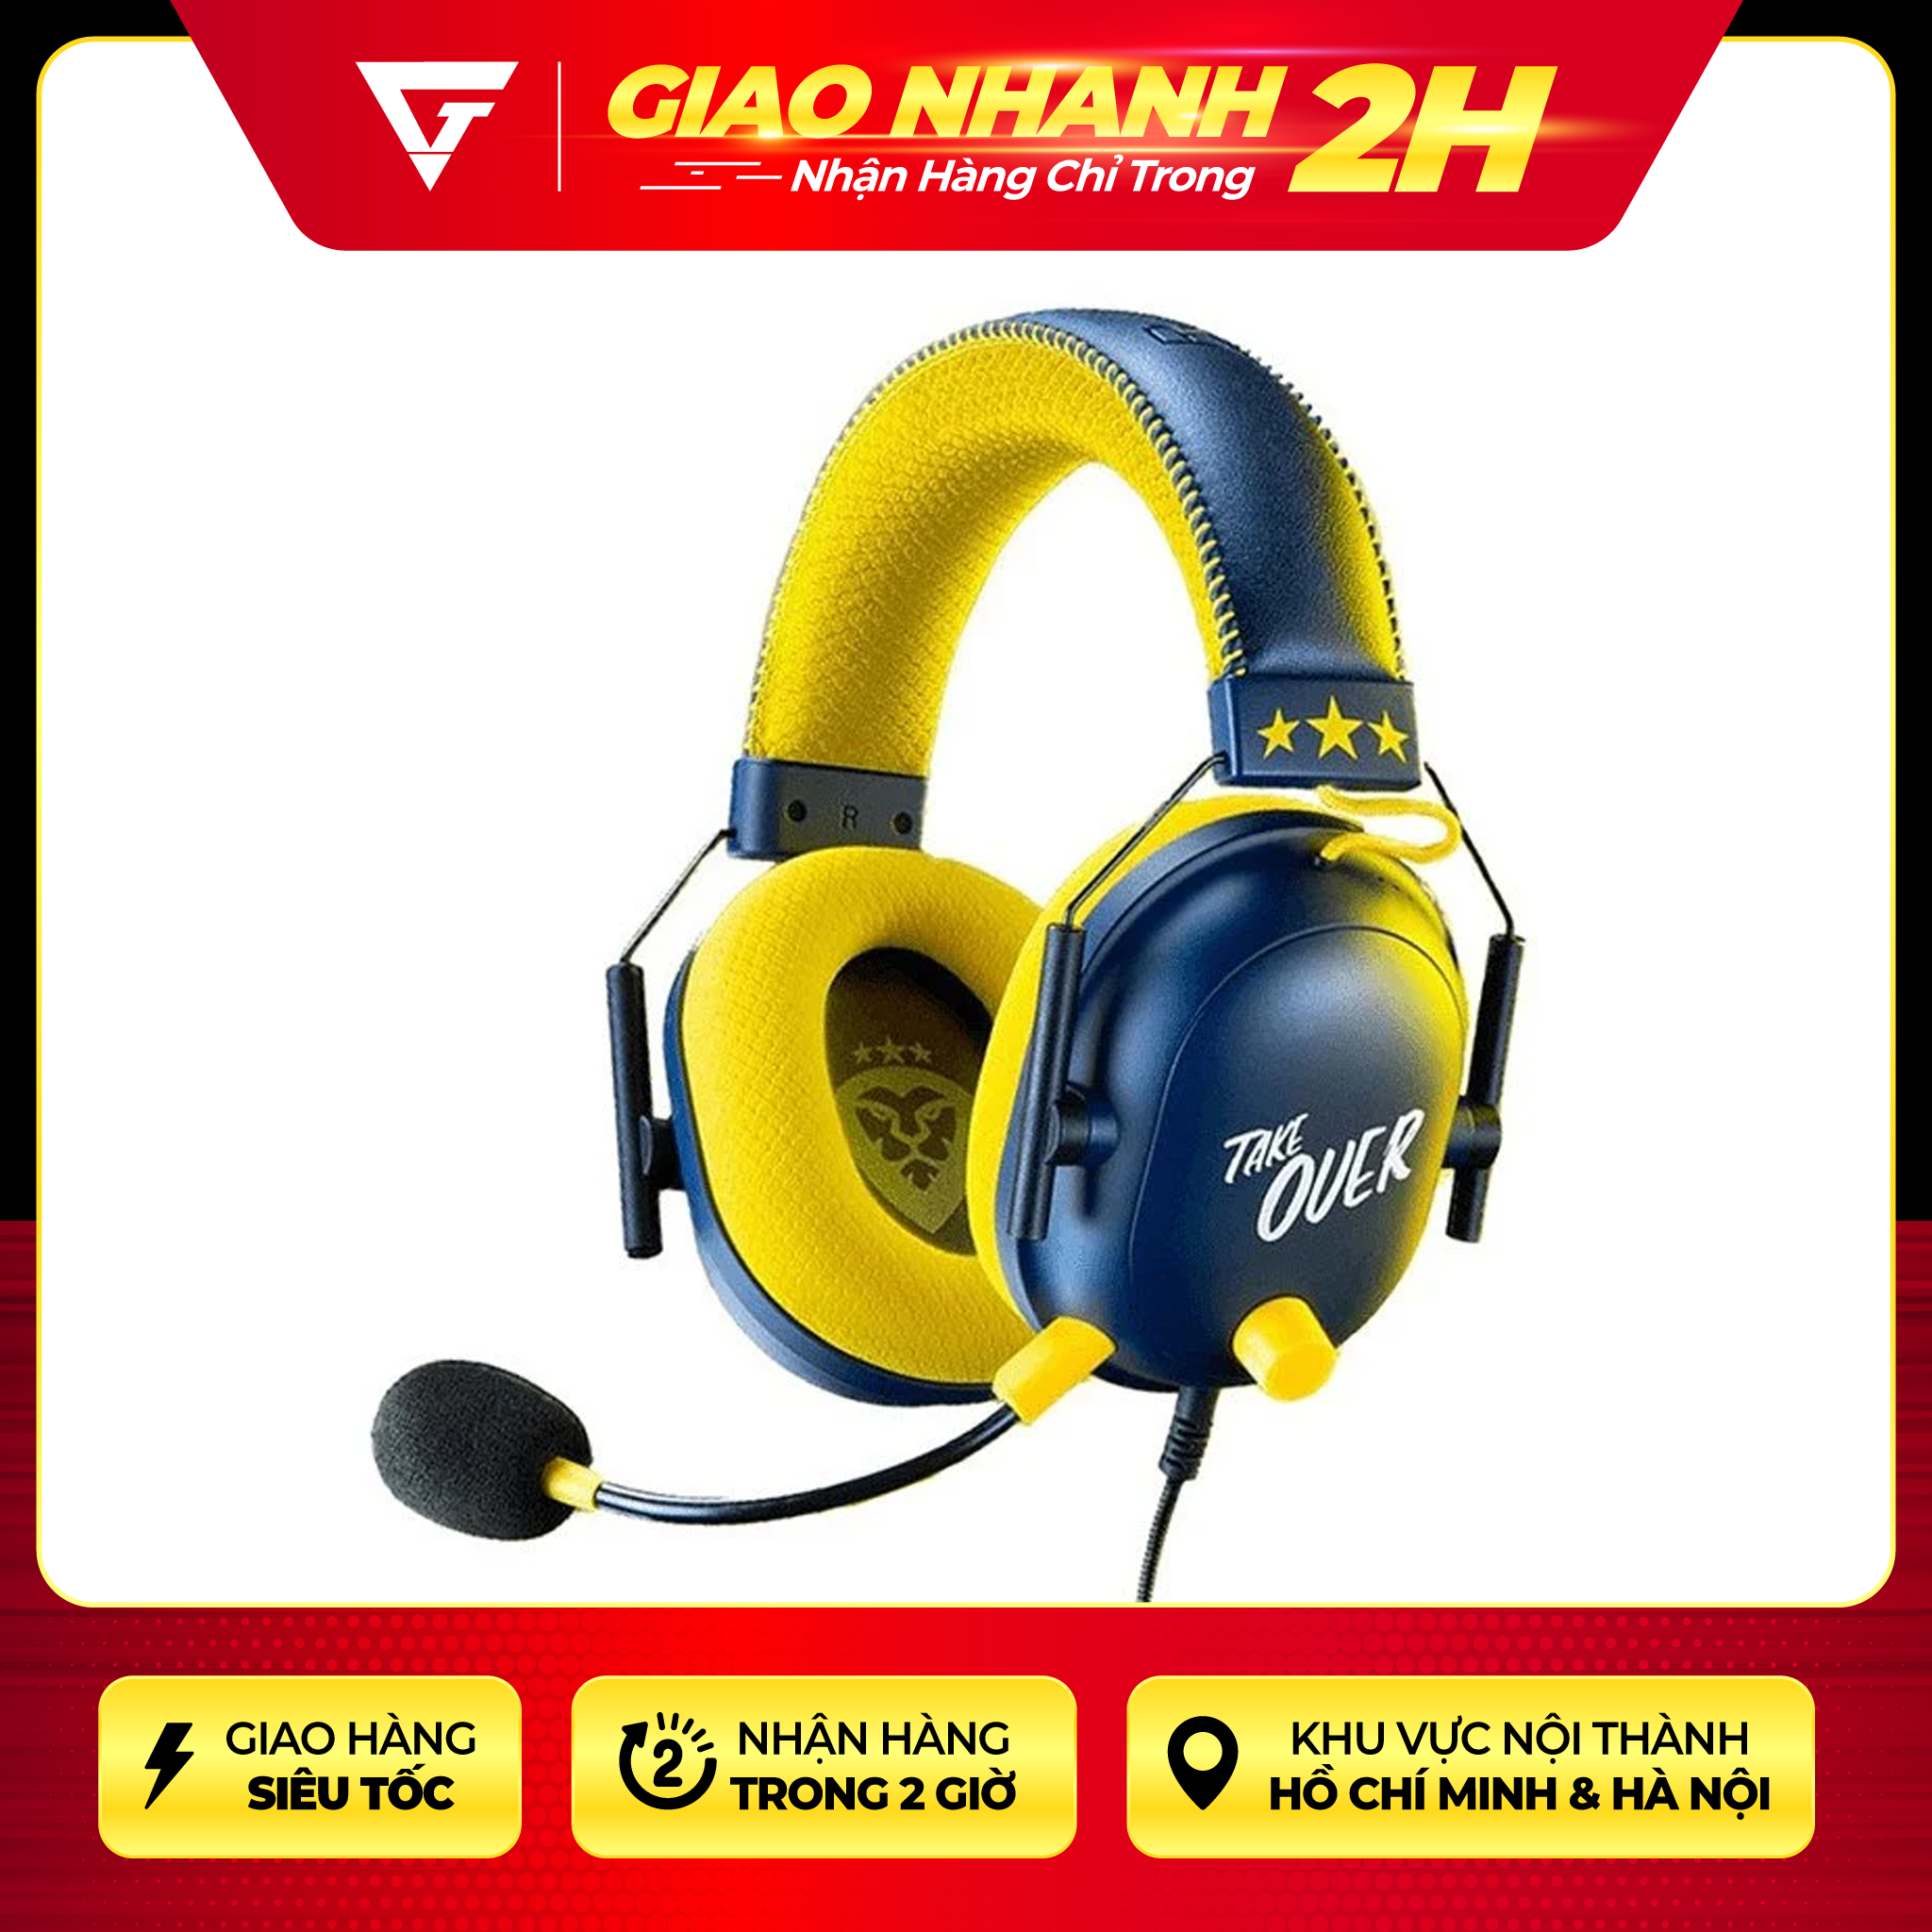 GIAO NHANH 2H
Nhận Hàng Chỉ Trong
R
TAKE
OVER
GIAO HÀNG
SIÊU TỐC
2
NHẬN HÀNG
TRONG 2 GIỜ
KHU VỰC NỘI THÀNH
HỒ CHÍ MINH & HÀ NỘI